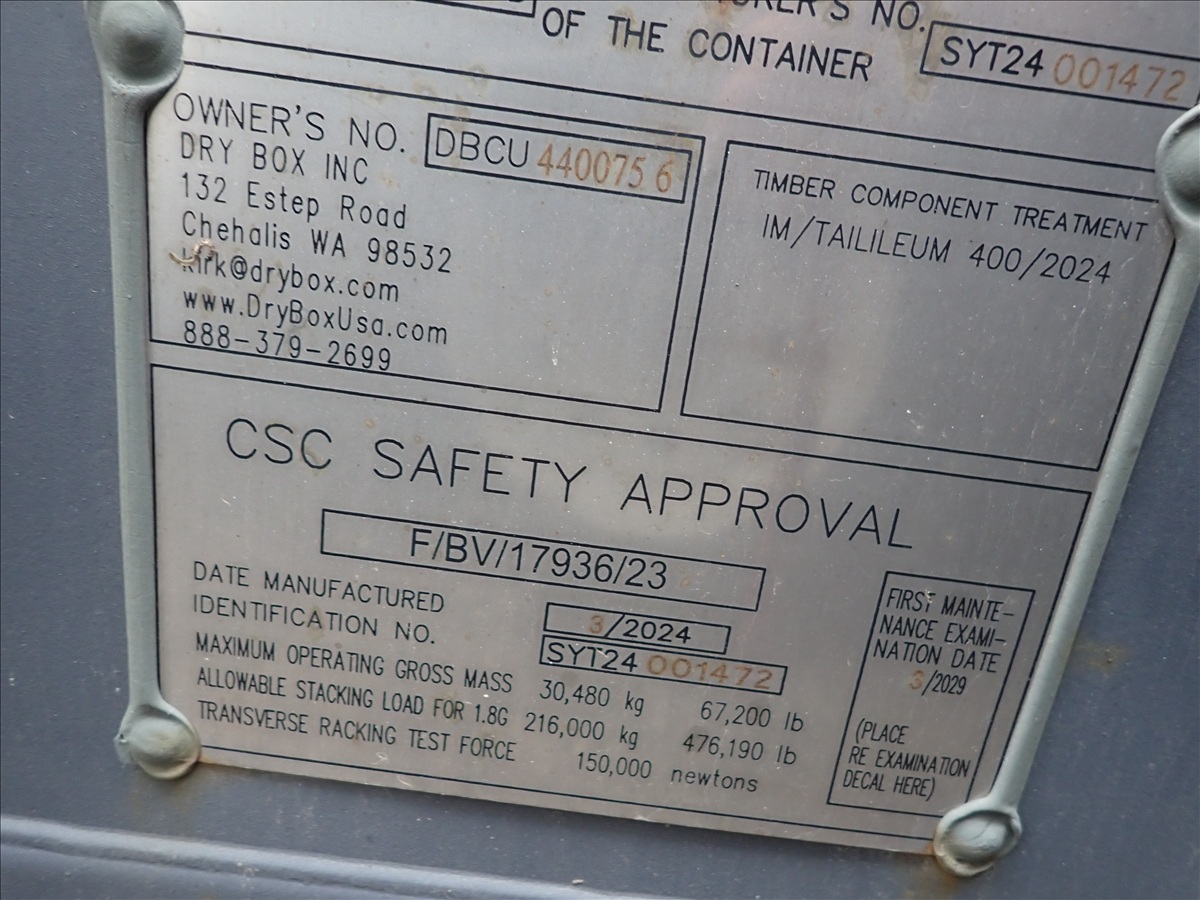 OF THE CONTAINER
NO. SYT24 001472
OWNER'S NO. DBCU 440075 6
DRY BOX INC
132 Estep Road
Chehalis WA 98532
kirk@drybox.com
www.DryBoxUsa.com
888-379-2699
TIMBER COMPONENT TREATMENT
IM/TAILILEUM 400/2024
CSC SAFETY APPROVAL
F/BV/17936/23
DATE MANUFACTURED 3/2024
IDENTIFICATION NO. SYT24 001472
MAXIMUM OPERATING GROSS MASS 30,480 kg 67,200 lb
ALLOWABLE STACKING LOAD FOR 1.8G 216,000 kg 476,190 lb
TRANSVERSE RACKING TEST FORCE 150,000 newtons
FIRST MAINTE-
NANCE EXAMI-
NATION DATE
3/2029
(PLACE
RE EXAMINATION
DECAL HERE)